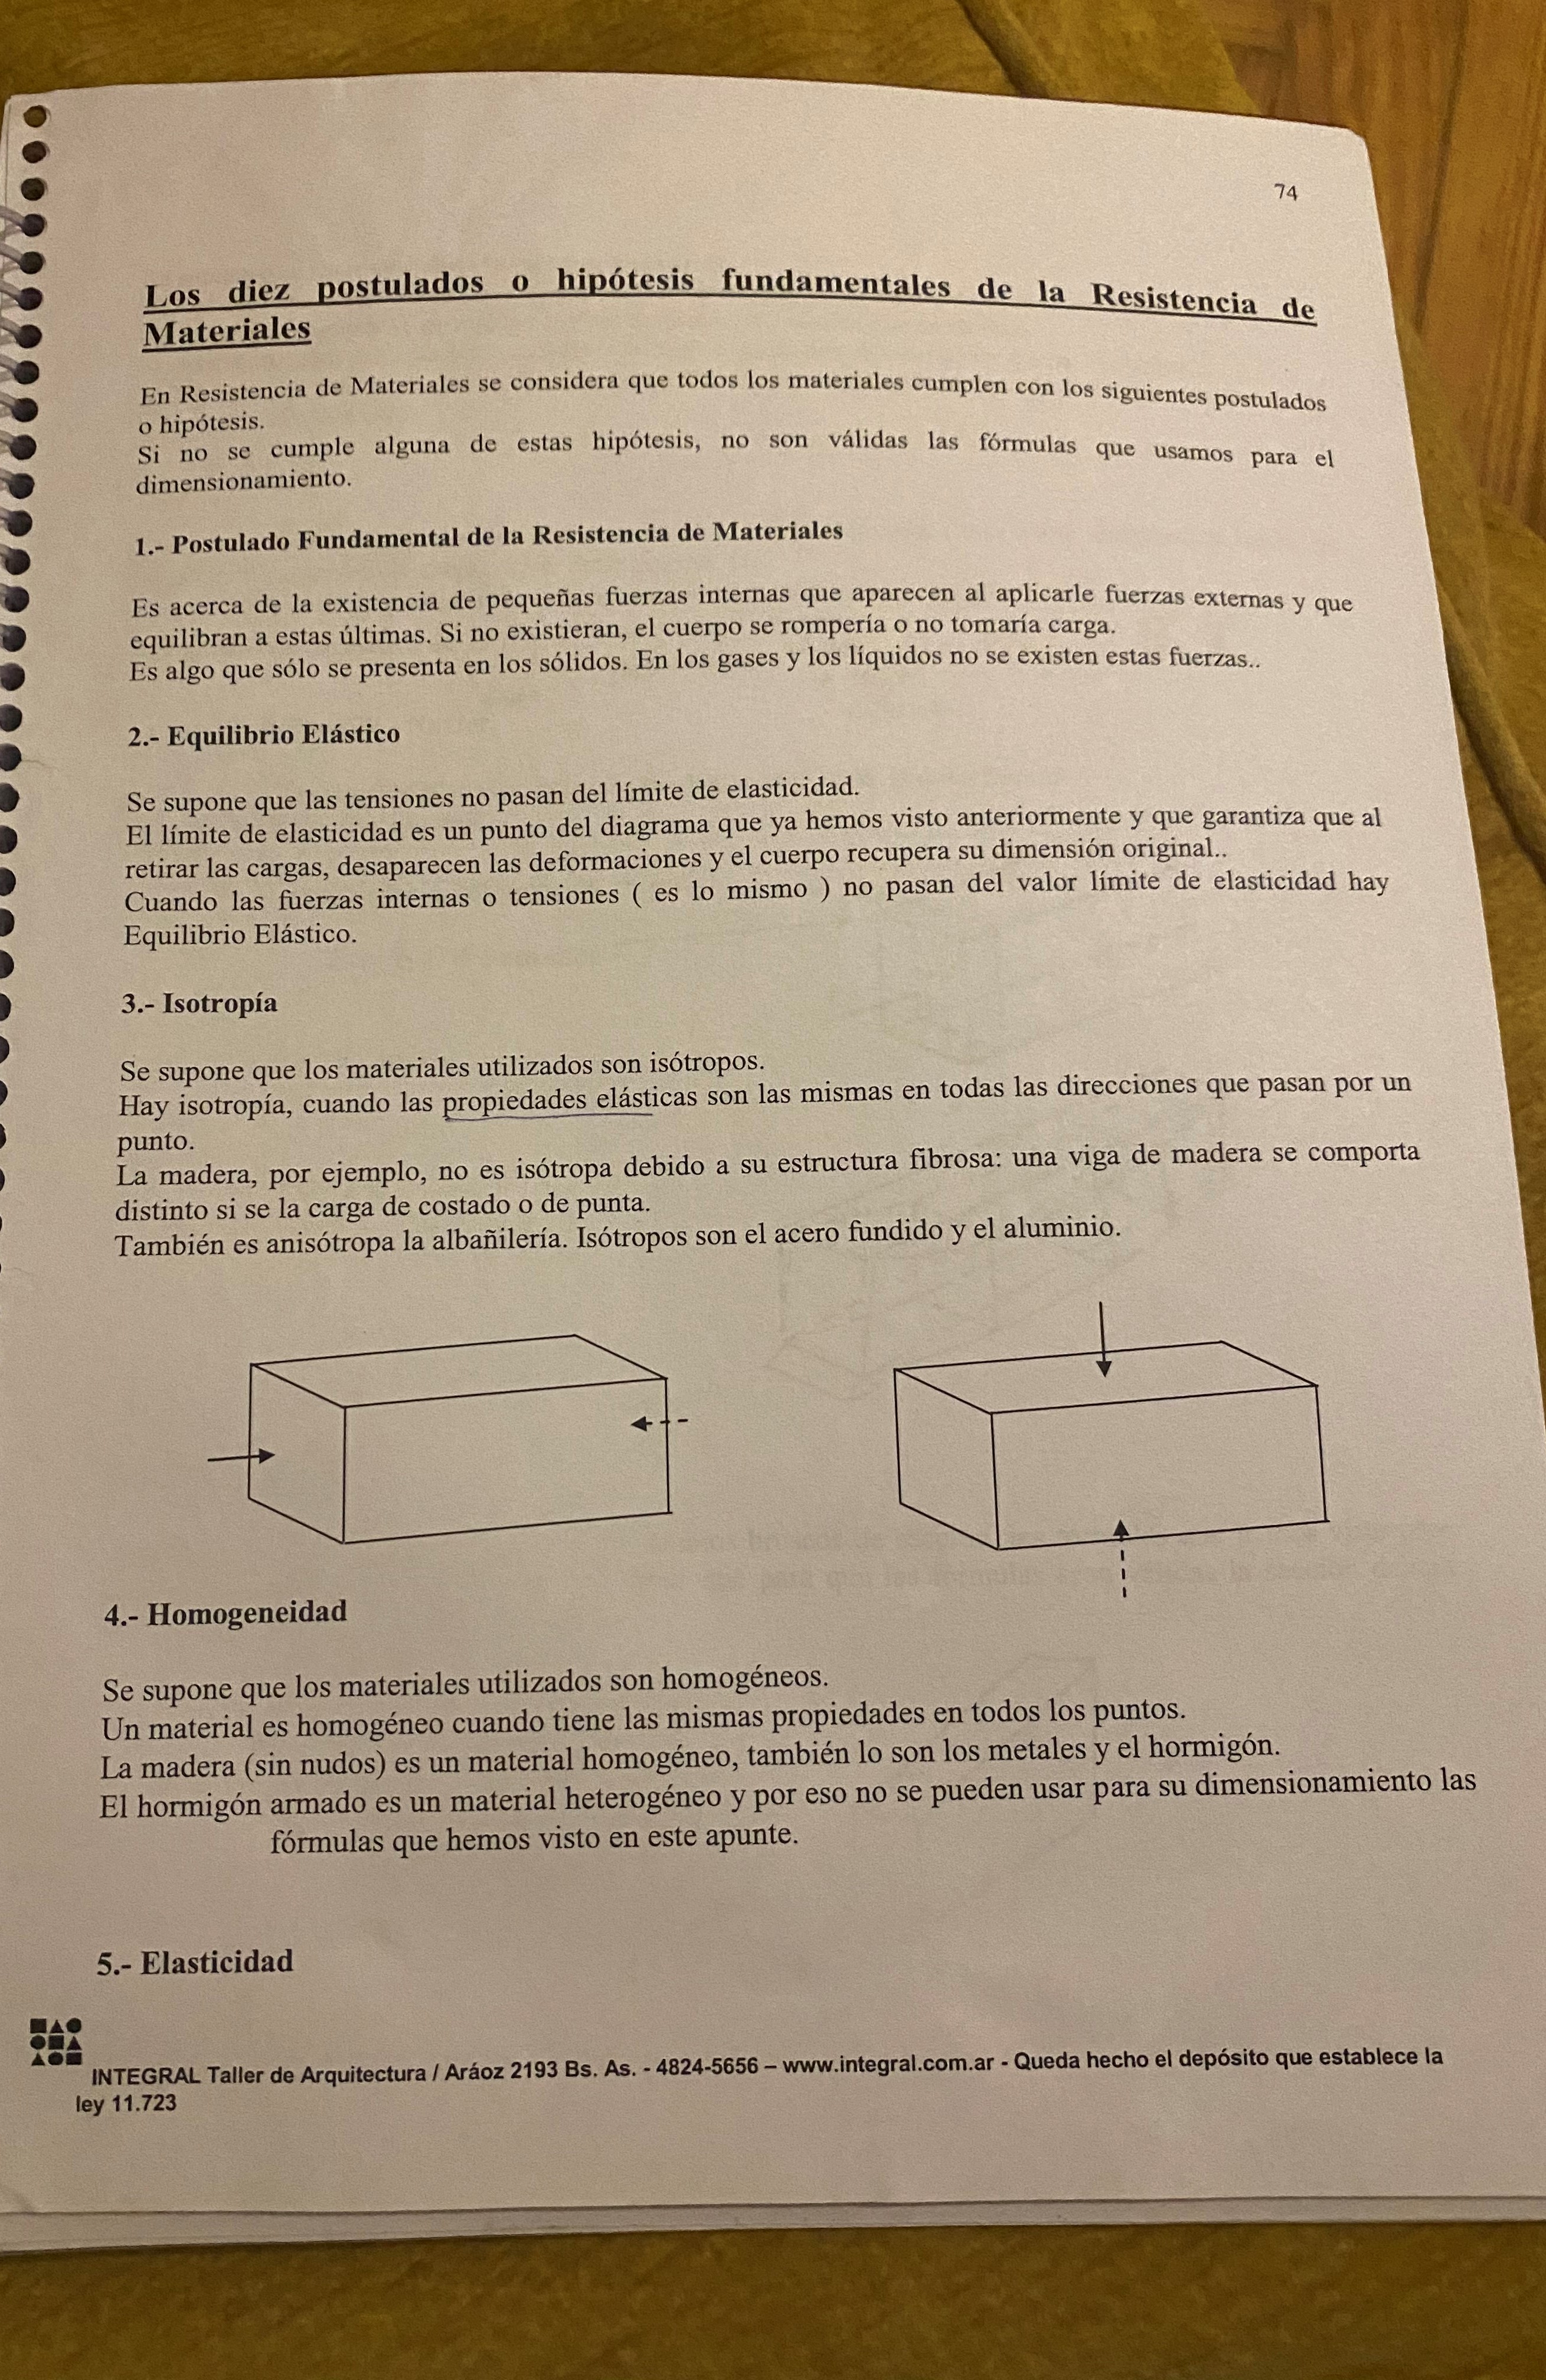 74
Los diez postulados o hipótesis fundamentales de la Resistencia de
Materiales
En Resistencia de Materiales se considera que todos los materiales cumplen con los siguientes postulados
o hipótesis.
Si no se cumple alguna de estas hipótesis, no son válidas las fórmulas que usamos para el
dimensionamiento.
1.- Postulado Fundamental de la Resistencia de Materiales
Es acerca de la existencia de pequeñas fuerzas internas que aparecen al aplicarle fuerzas externas y que
equilibran a estas últimas. Si no existieran, el cuerpo se rompería o no tomaría carga.
Es algo que sólo se presenta en los sólidos. En los gases y los líquidos no se existen estas fuerzas..
2.- Equilibrio Elástico
Se supone que las tensiones no pasan del límite de elasticidad.
El límite de elasticidad es un punto del diagrama que ya hemos visto anteriormente y que garantiza que al
retirar las cargas, desaparecen las deformaciones y el cuerpo recupera su dimensión original..
Cuando las fuerzas internas o tensiones ( es lo mismo ) no pasan del valor límite de elasticidad hay
Equilibrio Elástico.
3.- Isotropía
Se supone que los materiales utilizados son isótropos.
Hay isotropía, cuando las propiedades elásticas son las mismas en todas las direcciones que pasan por un
punto.
La madera, por ejemplo, no es isótropa debido a su estructura fibrosa: una viga de madera se comporta
distinto si se la carga de costado o de punta.
También es anisótropa la albañilería. Isótropos son el acero fundido y el aluminio.
4.- Homogeneidad
Se supone que los materiales utilizados son homogéneos.
Un material es homogéneo cuando tiene las mismas propiedades en todos los puntos.
La madera (sin nudos) es un material homogéneo, también lo son los metales y el hormigón.
El hormigón armado es un material heterogéneo y por eso no se pueden usar para su dimensionamiento las
fórmulas que hemos visto en este apunte.
5.- Elasticidad
INTEGRAL Taller de Arquitectura / Aráoz 2193 Bs. As. - 4824-5656 – www.integral.com.ar - Queda hecho el depósito que establece la
ley 11.723